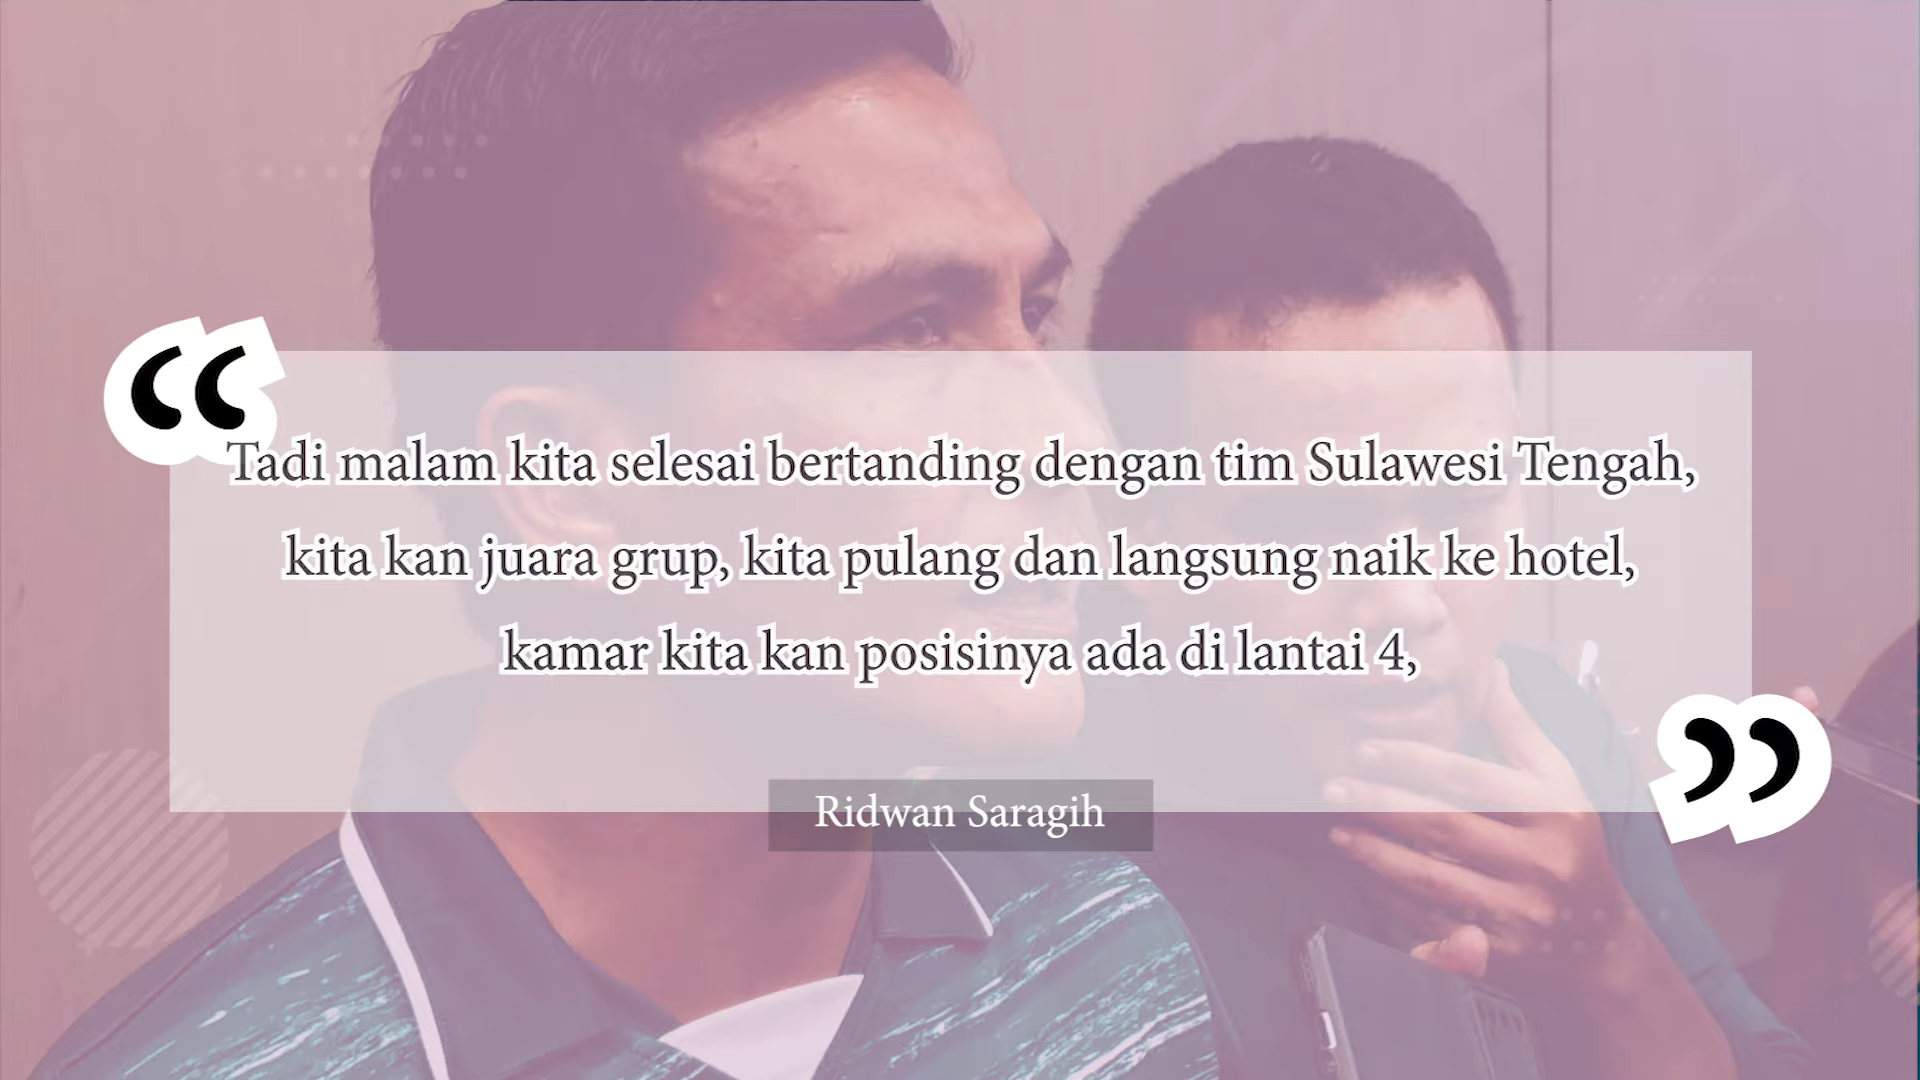 “
Tadi malam kita selesai bertanding dengan tim Sulawesi Tengah,
kita kan juara grup, kita pulang dan langsung naik ke hotel,
kamar kita kan posisinya ada di lantai 4,
”
Ridwan Saragih